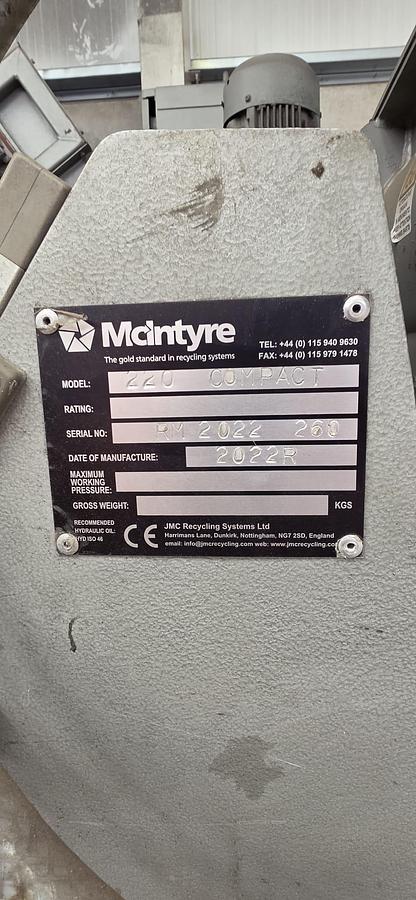 McIntyre
The gold standard in recycling systems
TEL: +44 (0) 115 940 9630
FAX: +44 (0) 115 979 1478
MODEL: 220 COMPACT
RATING:
SERIAL NO: RM 2022 260
DATE OF MANUFACTURE: 2022R
MAXIMUM
WORKING
PRESSURE:
GROSS WEIGHT: KGS
RECOMMENDED
HYDRAULIC OIL:
HYD ISO 46
CE
JMC Recycling Systems Ltd
Harrimans Lane, Dunkirk, Nottingham, NG7 2SD, England
email: info@jmcrecycling.com web: www.jmcrecycling.com